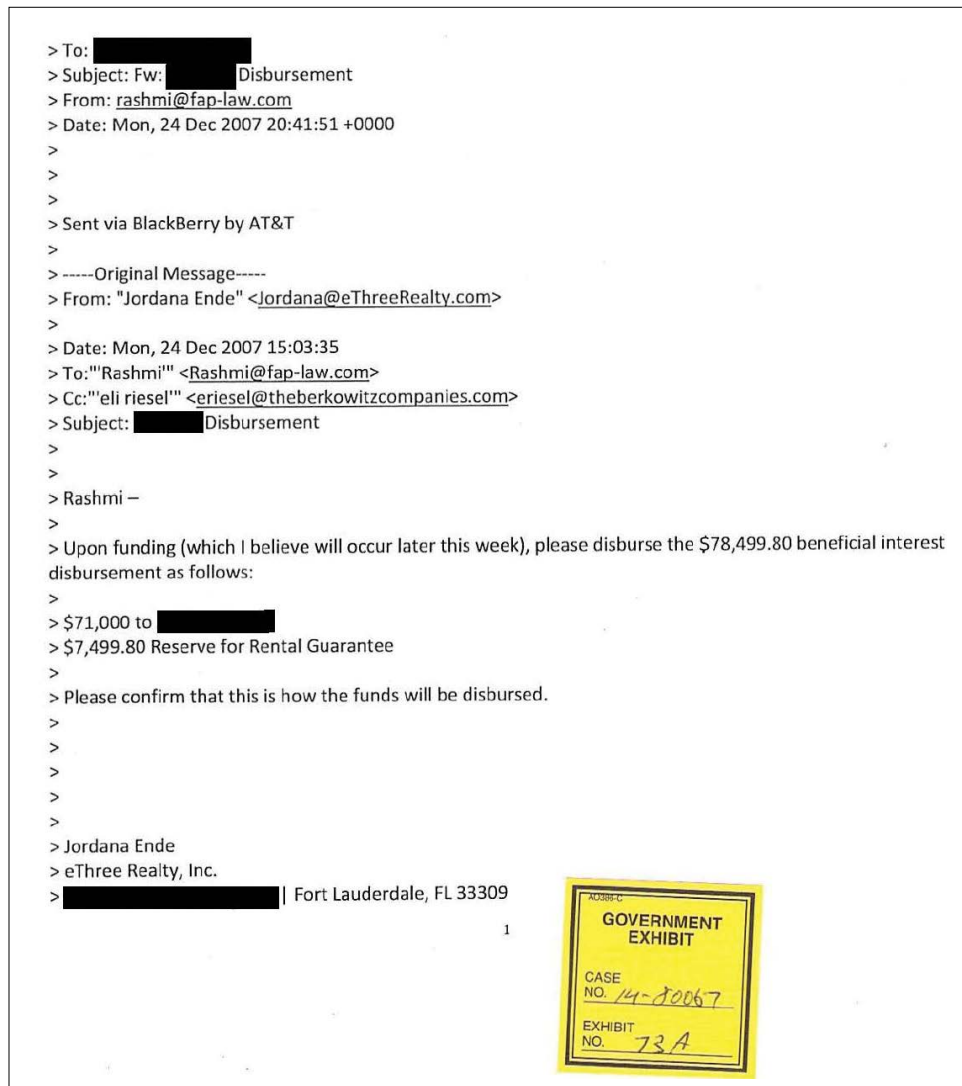 > To:
> Subject: Fw: Disbursement
> From: rashmi@fap-law.com
> Date: Mon, 24 Dec 2007 20:41:51 +0000
>
>
>
> Sent via BlackBerry by AT&T
>
> -----Original Message-----
> From: "Jordana Ende" <Jordana@eThreeRealty.com>
>
> Date: Mon, 24 Dec 2007 15:03:35
> To:"'Rashmi'" <Rashmi@fap-law.com>
> Cc:"'eli riesel'" <eriesel@theberkowitzcompanies.com>
> Subject: Disbursement
>
>
> Rashmi –
>
> Upon funding (which I believe will occur later this week), please disburse the $78,499.80 beneficial interest
disbursement as follows:
>
> $71,000 to
> $7,499.80 Reserve for Rental Guarantee
>
> Please confirm that this is how the funds will be disbursed.
>
>
>
>
>
> Jordana Ende
> eThree Realty, Inc.
> | Fort Lauderdale, FL 33309
1
AO386-C
GOVERNMENT
EXHIBIT
CASE
NO. 14-80067
EXHIBIT
NO. 73A